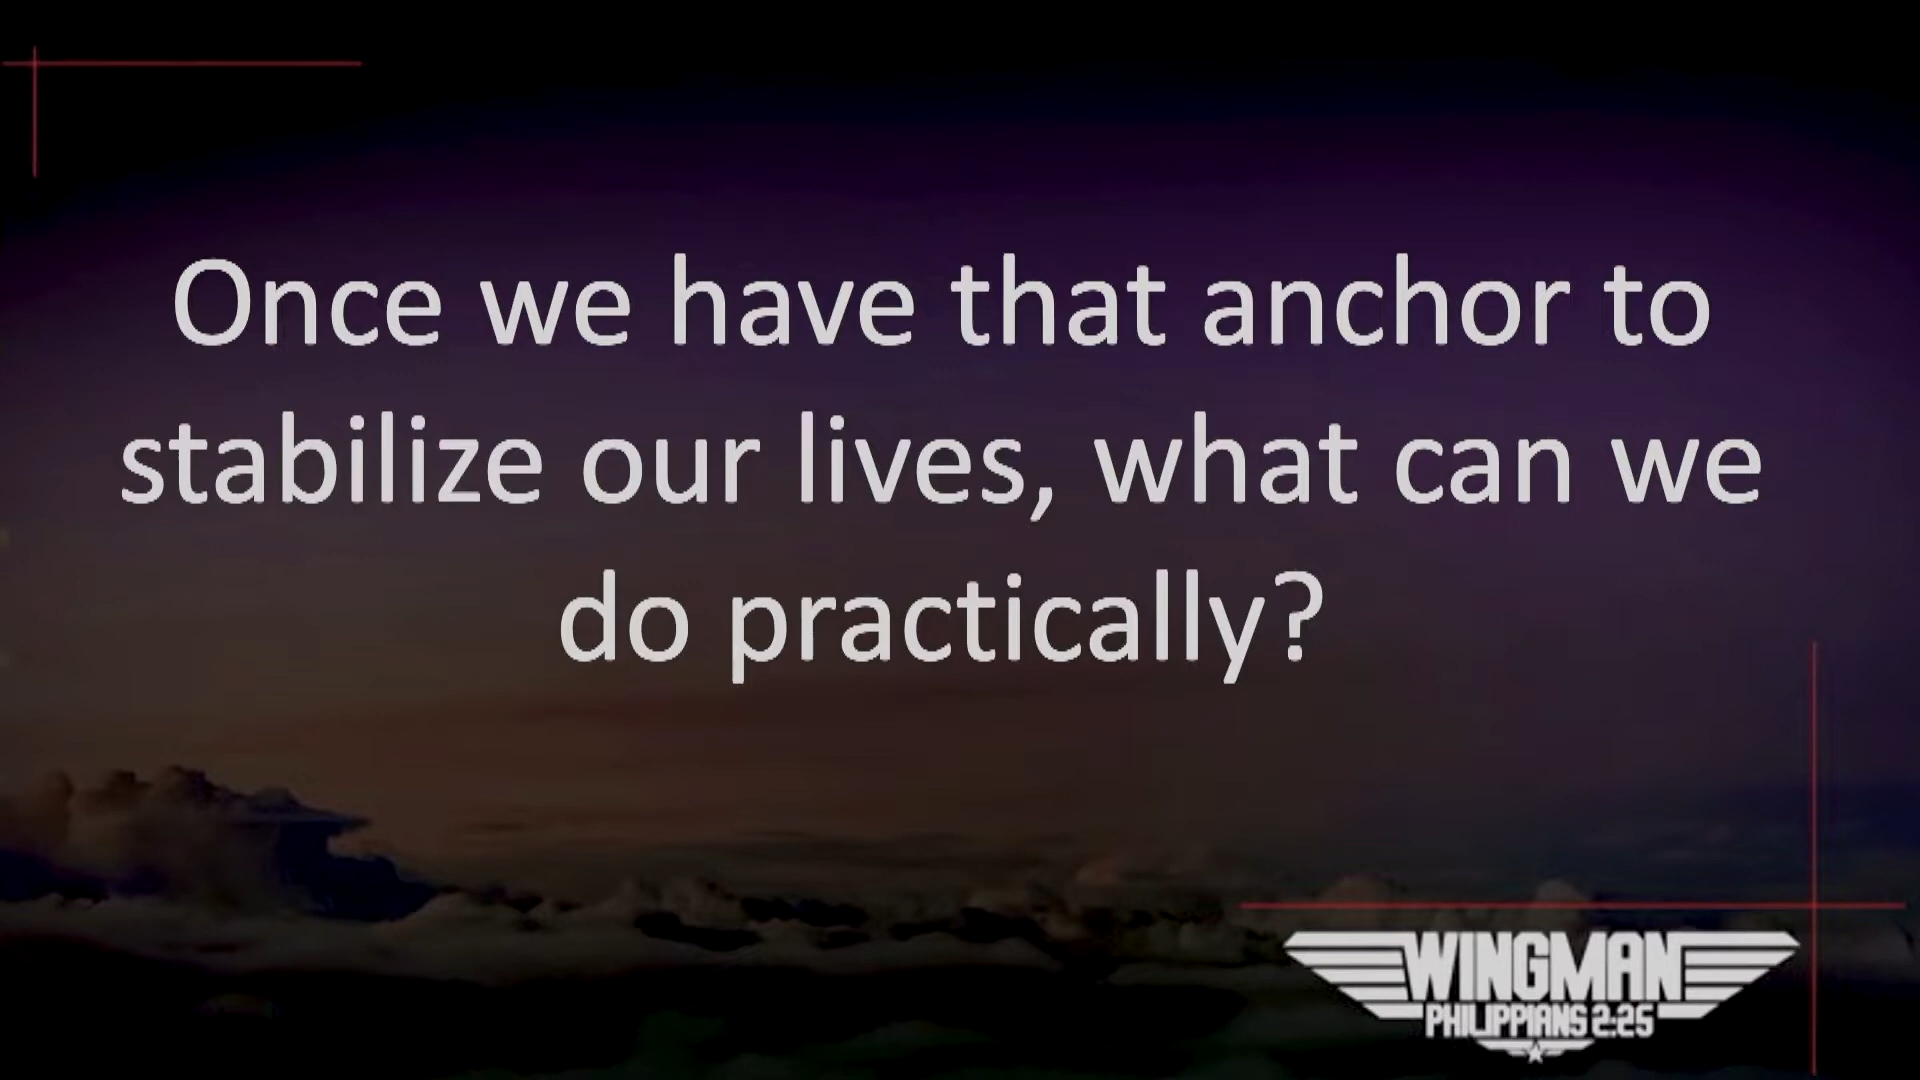 Once we have that anchor to
stabilize our lives, what can we
do practically?
WINGMAN
PHILIPPIANS 2:25